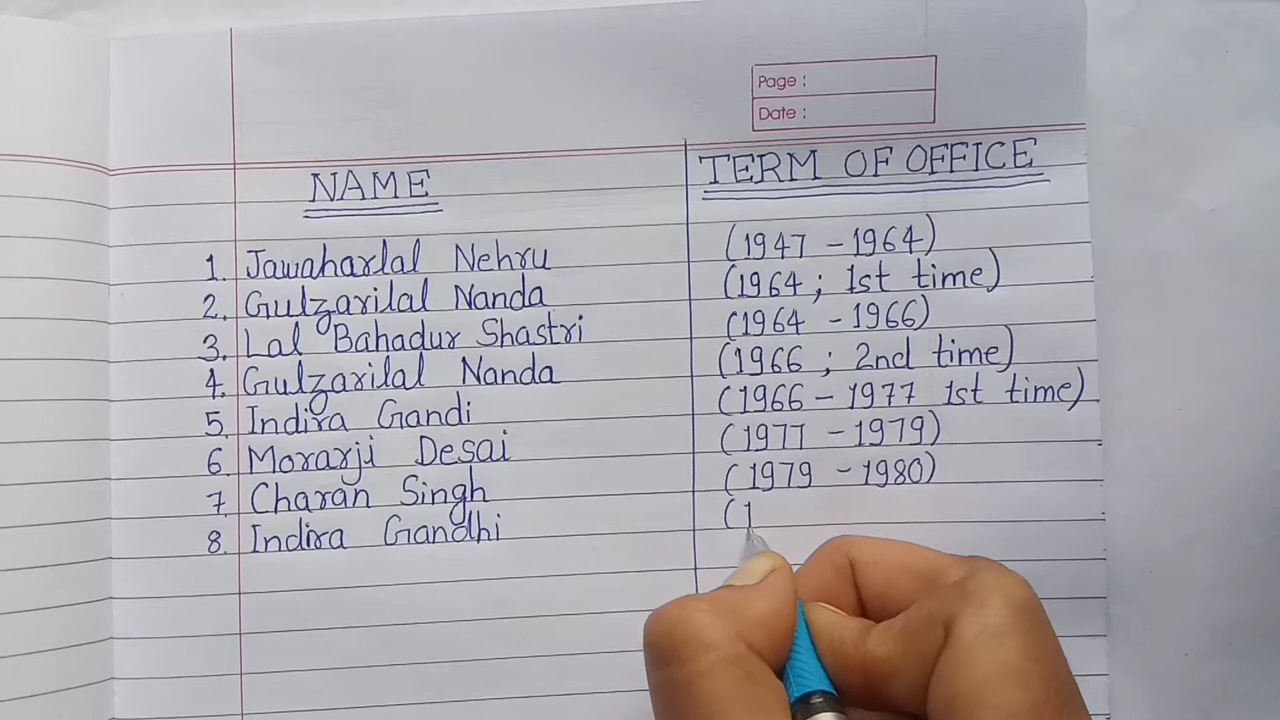 Page :
Date :
NAME TERM OF OFFICE
1. Jawaharlal Nehru (1947 - 1964)
2. Gulzarilal Nanda (1964 ; 1st time)
3. Lal Bahadur Shastri (1964 - 1966)
4. Gulzarilal Nanda (1966 ; 2nd time)
5. Indira Gandi (1966 - 1977 1st time)
6. Morarji Desai (1977 - 1979)
7. Charan Singh (1979 - 1980)
8. Indira Gandhi (1